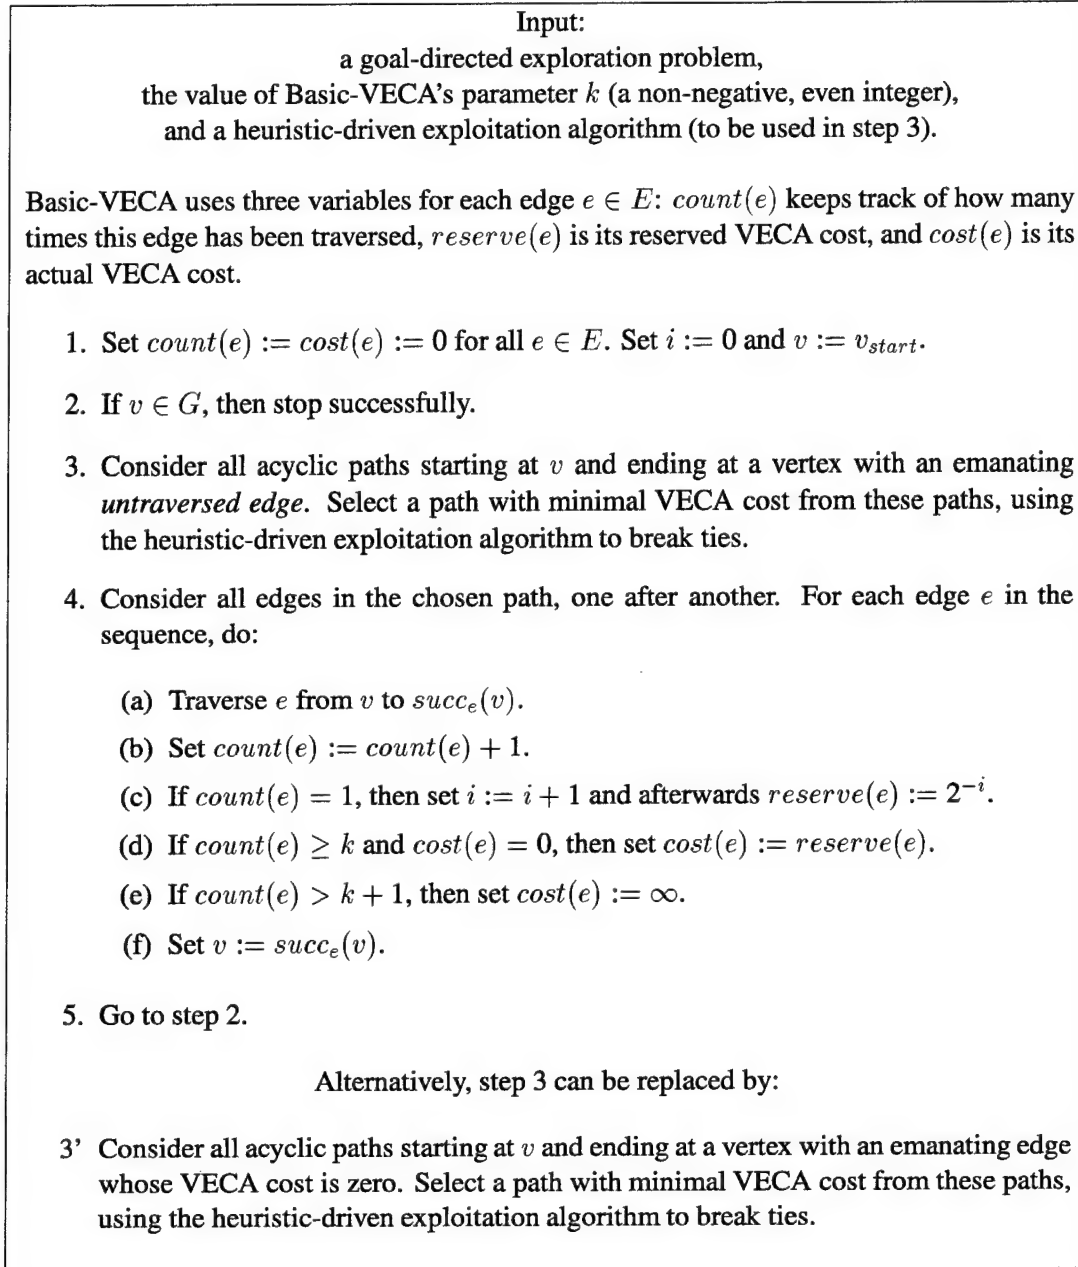 Input:
a goal-directed exploration problem,
the value of Basic-VECA's parameter k (a non-negative, even integer),
and a heuristic-driven exploitation algorithm (to be used in step 3).
Basic-VECA uses three variables for each edge e ∈ E: count(e) keeps track of how many
times this edge has been traversed, reserve(e) is its reserved VECA cost, and cost(e) is its
actual VECA cost.
1. Set count(e) := cost(e) := 0 for all e ∈ E. Set i := 0 and v := v_start.
2. If v ∈ G, then stop successfully.
3. Consider all acyclic paths starting at v and ending at a vertex with an emanating
untraversed edge. Select a path with minimal VECA cost from these paths, using
the heuristic-driven exploitation algorithm to break ties.
4. Consider all edges in the chosen path, one after another. For each edge e in the
sequence, do:
(a) Traverse e from v to succ_e(v).
(b) Set count(e) := count(e) + 1.
(c) If count(e) = 1, then set i := i + 1 and afterwards reserve(e) := 2^{-i}.
(d) If count(e) ≥ k and cost(e) = 0, then set cost(e) := reserve(e).
(e) If count(e) > k + 1, then set cost(e) := ∞.
(f) Set v := succ_e(v).
5. Go to step 2.
Alternatively, step 3 can be replaced by:
3' Consider all acyclic paths starting at v and ending at a vertex with an emanating edge
whose VECA cost is zero. Select a path with minimal VECA cost from these paths,
using the heuristic-driven exploitation algorithm to break ties.